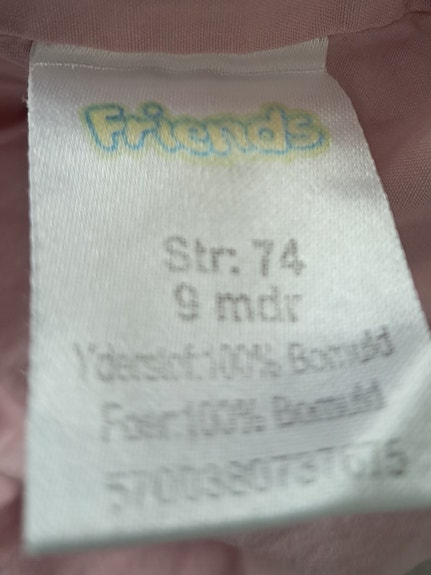 Friends
Str: 74
9 mdr
Yderstof:100% Bomuld
Foer:100% Bomuld